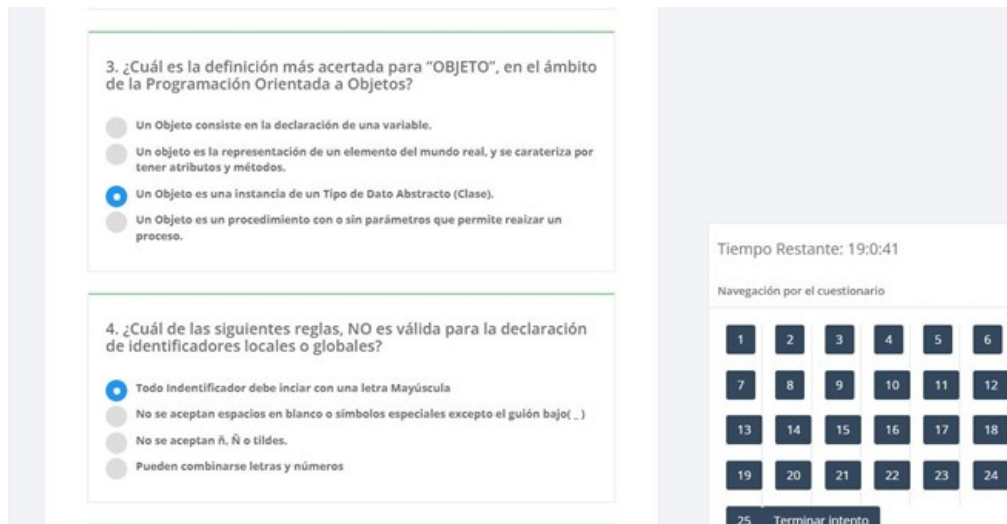 3. ¿Cuál es la definición más acertada para “OBJETO”, en el ámbito
de la Programación Orientada a Objetos?
Un Objeto consiste en la declaración de una variable.
Un objeto es la representación de un elemento del mundo real, y se carateriza por
tener atributos y métodos.
Un Objeto es una instancia de un Tipo de Dato Abstracto (Clase).
Un Objeto es un procedimiento con o sin parámetros que permite reaizar un
proceso.
4. ¿Cuál de las siguientes reglas, NO es válida para la declaración
de identificadores locales o globales?
Todo Indentificador debe inciar con una letra Mayúscula
No se aceptan espacios en blanco o símbolos especiales excepto el guión bajo( _ )
No se aceptan ñ, Ñ o tildes.
Pueden combinarse letras y números
Tiempo Restante: 19:0:41
Navegación por el cuestionario
1 2 3 4 5 6
7 8 9 10 11 12
13 14 15 16 17 18
19 20 21 22 23 24
25 Terminar intento